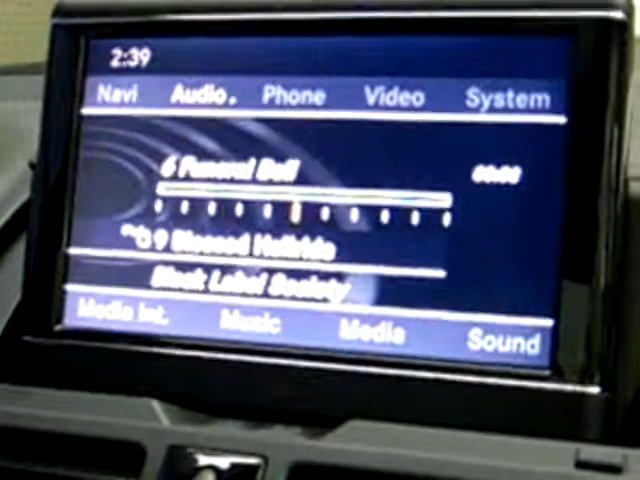 2:39
Navi Audio. Phone Video System
6 Funeral Bell
00:00
9 Blessed Hellride
Black Label Society
Media Int. Music Media Sound